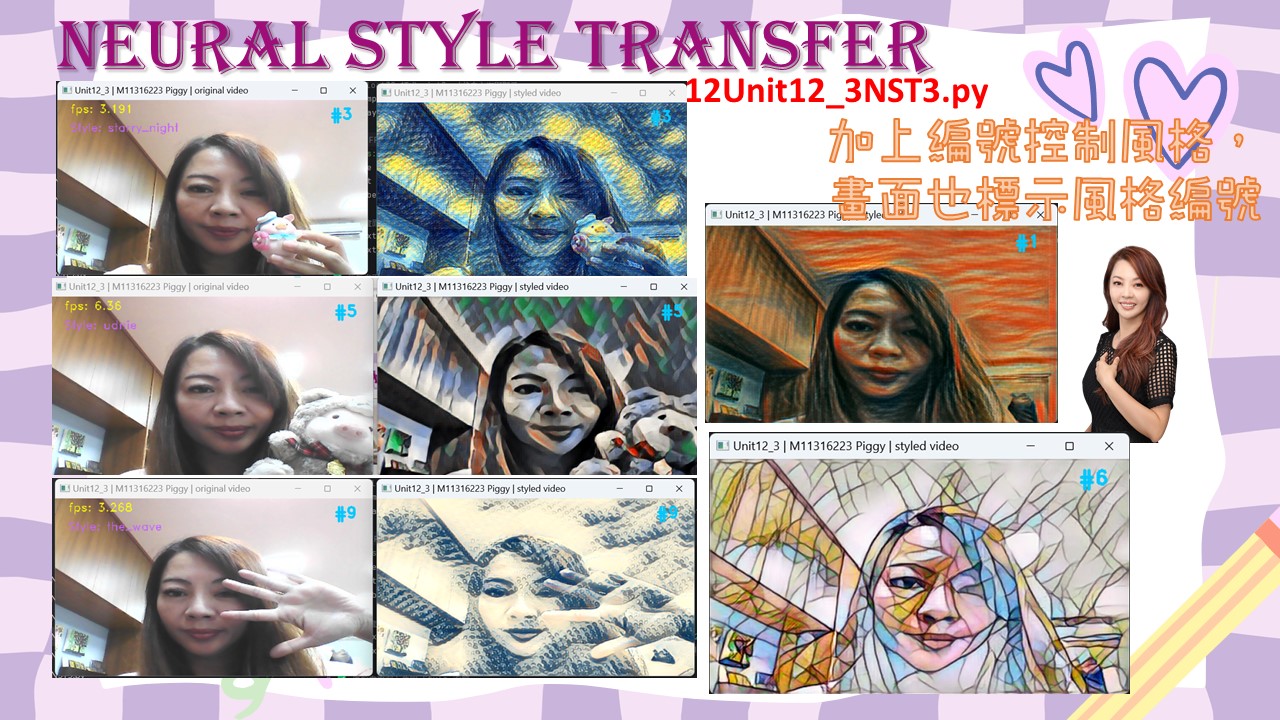 NEURAL STYLE TRANSFER
12Unit12_3NST3.py
加上編號控制風格，
畫面也標示風格編號
Unit12_3 | M11316223 Piggy | original video
fps: 3.191
Style: starry_night
#3
Unit12_3 | M11316223 Piggy | styled video
#3
Unit12_3 | M11316223 Piggy | original video
fps: 6.36
Style: udnie
#5
Unit12_3 | M11316223 Piggy | styled video
#5
Unit12_3 | M11316223 Piggy | original video
fps: 3.268
Style: the_wave
#9
Unit12_3 | M11316223 Piggy | styled video
#9
Unit12_3 | M11316223 Piggy | styled
#1
Unit12_3 | M11316223 Piggy | styled video
#6